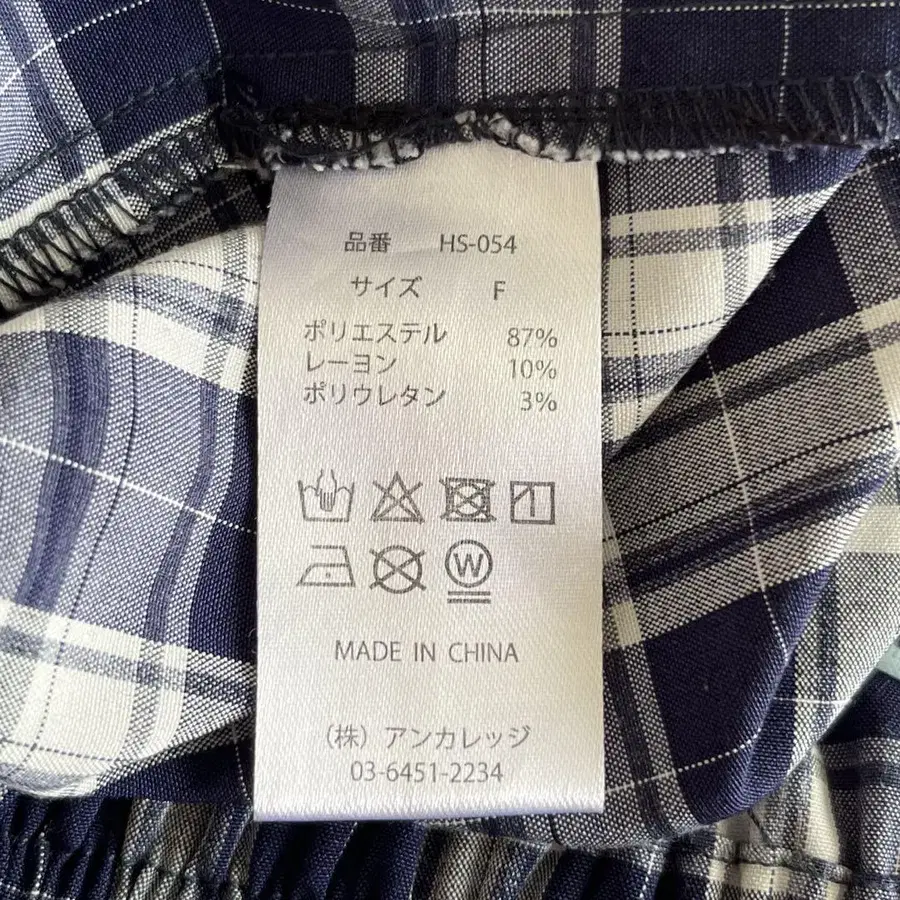 品番 HS-054
サイズ F
ポリエステル 87%
レーヨン 10%
ポリウレタン 3%
W
MADE IN CHINA
（株）アンカレッジ
03-6451-2234